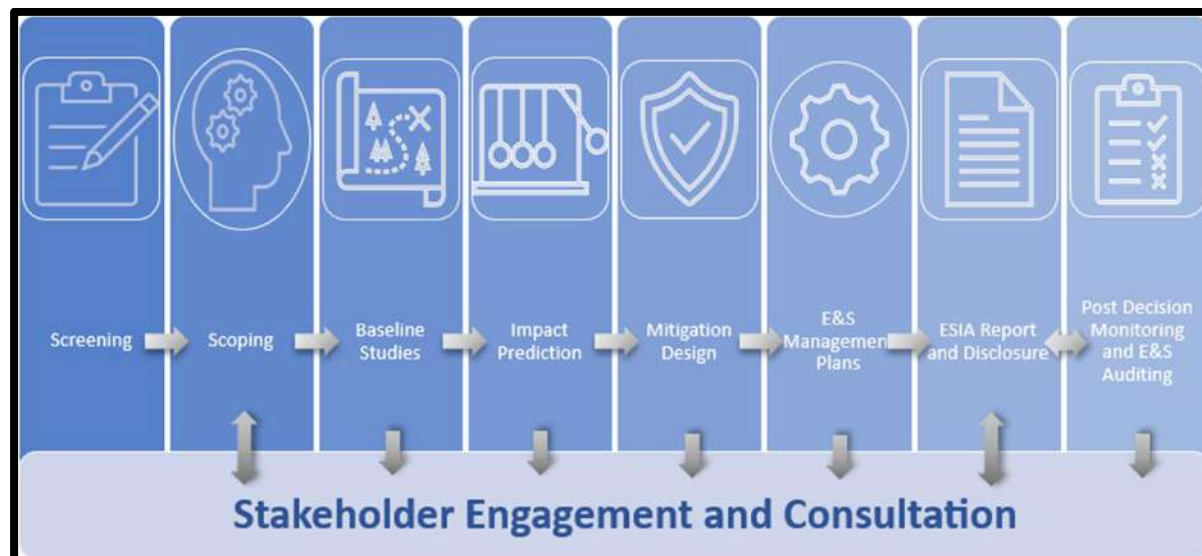 Screening
Scoping
Baseline
Studies
Impact
Prediction
Mitigation
Design
E&S
Management
Plans
ESIA Report
and Disclosure
Post Decision
Monitoring
and E&S
Auditing
Stakeholder Engagement and Consultation